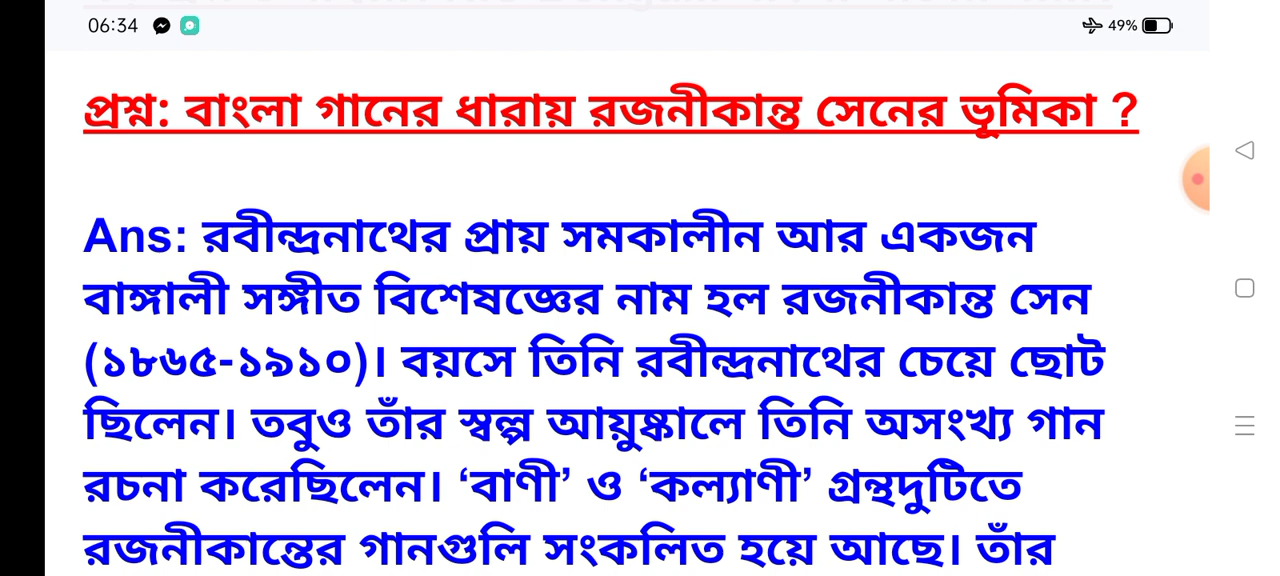 06:34
49%
প্রশ্ন: বাংলা গানের ধারায় রজনীকান্ত সেনের ভূমিকা ?
Ans: রবীন্দ্রনাথের প্রায় সমকালীন আর একজন
বাঙ্গালী সঙ্গীত বিশেষজ্ঞের নাম হল রজনীকান্ত সেন
(১৮৬৫-১৯১০)। বয়সে তিনি রবীন্দ্রনাথের চেয়ে ছোট
ছিলেন। তবুও তাঁর স্বল্প আয়ুষ্কালে তিনি অসংখ্য গান
রচনা করেছিলেন। ‘বাণী’ ও ‘কল্যাণী’ গ্রন্থদুটিতে
রজনীকান্তের গানগুলি সংকলিত হয়ে আছে। তাঁর